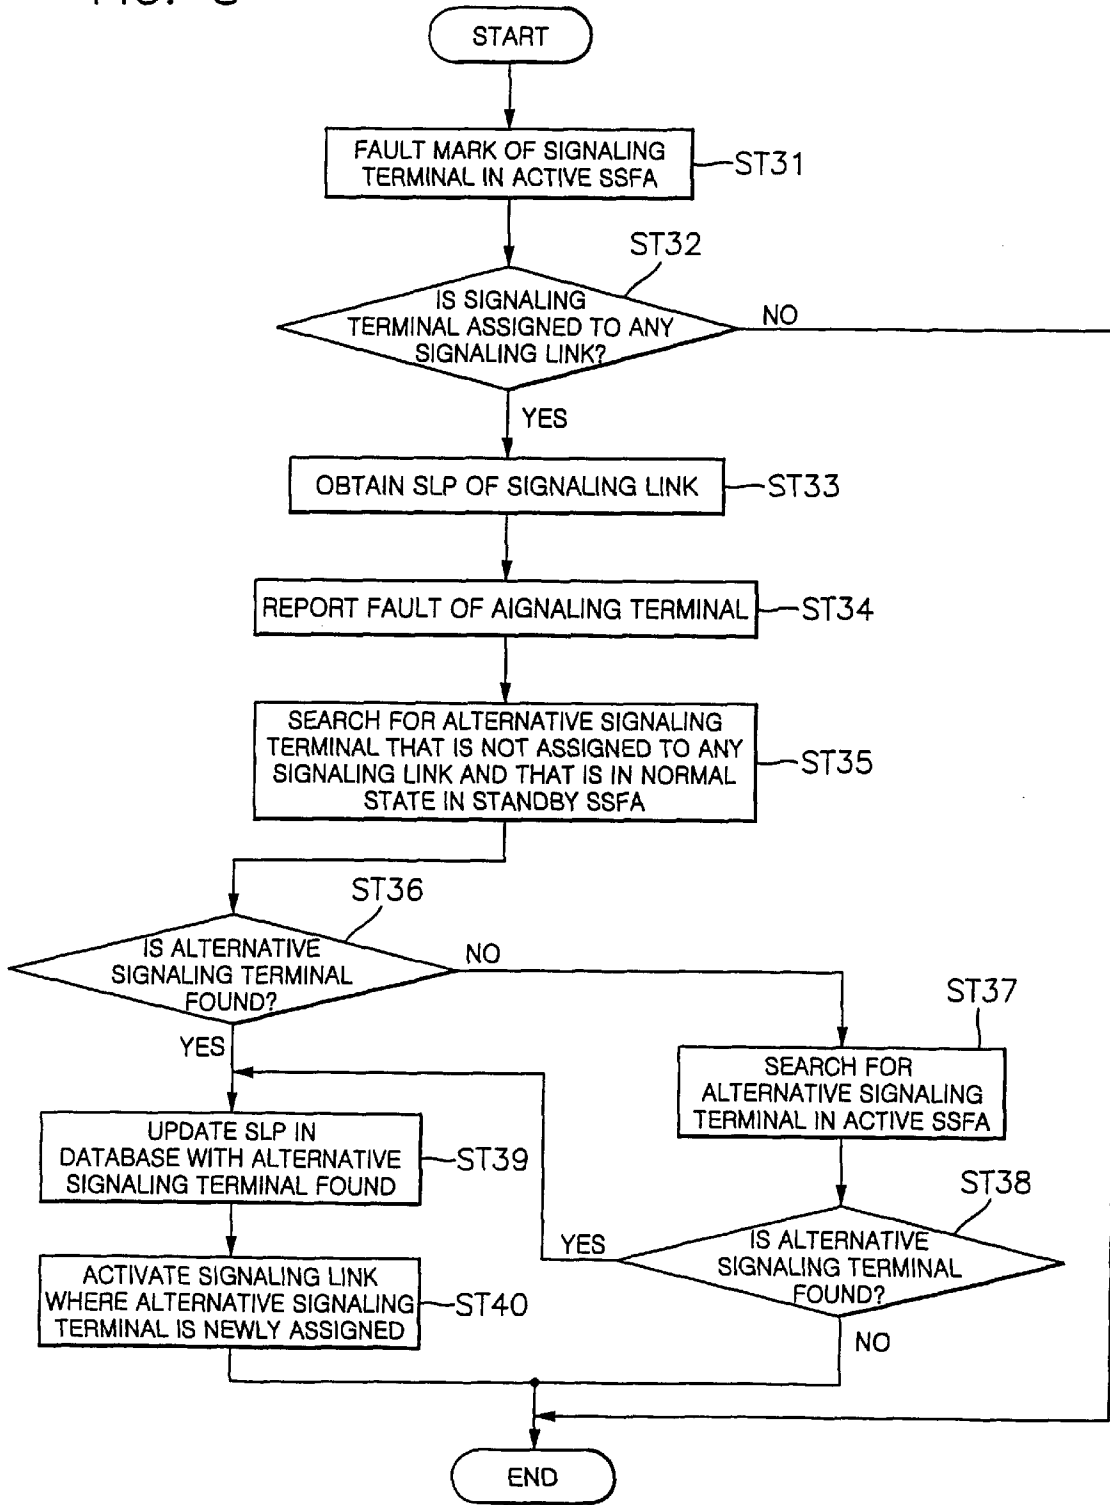 START
FAULT MARK OF SIGNALING
TERMINAL IN ACTIVE SSFA
ST31
ST32
IS SIGNALING
TERMINAL ASSIGNED TO ANY
SIGNALING LINK?
NO
YES
OBTAIN SLP OF SIGNALING LINK
ST33
REPORT FAULT OF AIGNALING TERMINAL
ST34
SEARCH FOR ALTERNATIVE SIGNALING
TERMINAL THAT IS NOT ASSIGNED TO ANY
SIGNALING LINK AND THAT IS IN NORMAL
STATE IN STANDBY SSFA
ST35
ST36
IS ALTERNATIVE
SIGNALING TERMINAL
FOUND?
NO
YES
ST37
SEARCH FOR
ALTERNATIVE SIGNALING
TERMINAL IN ACTIVE SSFA
UPDATE SLP IN
DATABASE WITH ALTERNATIVE
SIGNALING TERMINAL FOUND
ST39
ST38
IS ALTERNATIVE
SIGNALING TERMINAL
FOUND?
YES
NO
ACTIVATE SIGNALING LINK
WHERE ALTERNATIVE SIGNALING
TERMINAL IS NEWLY ASSIGNED
ST40
END